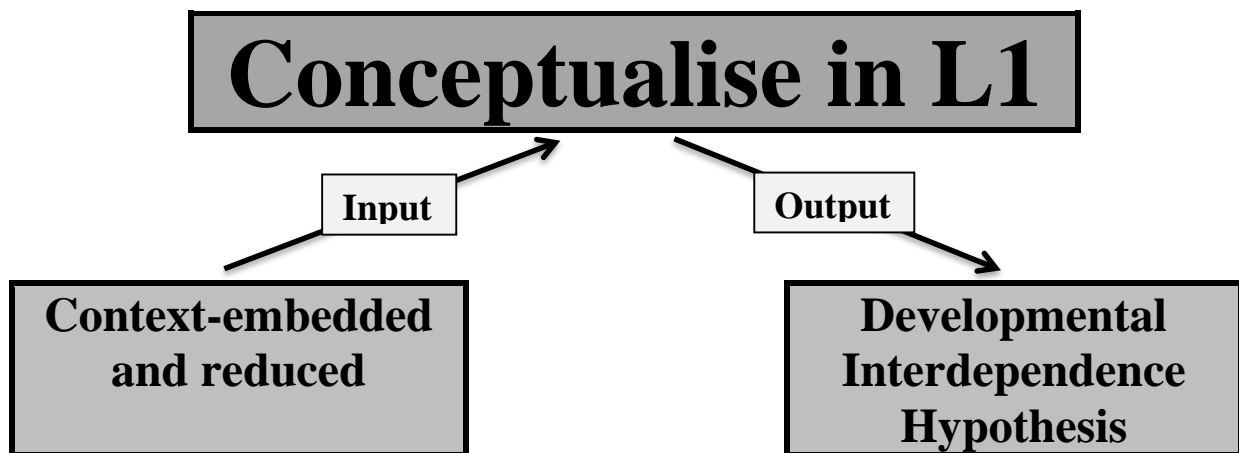 Conceptualise in L1
Input
Output
Context-embedded
and reduced
Developmental
Interdependence
Hypothesis